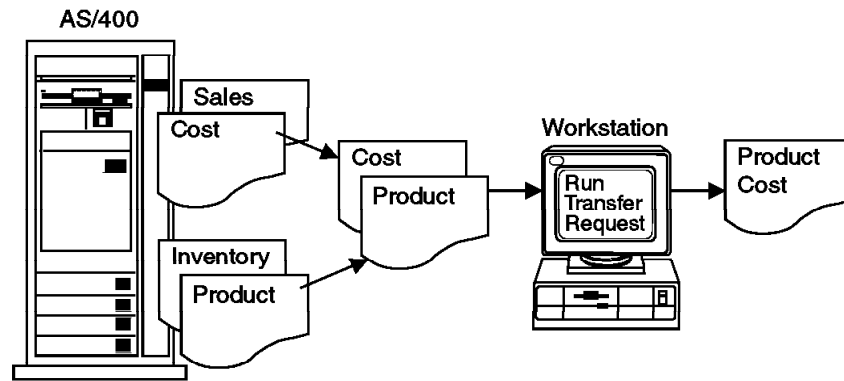 AS/400
Sales
Cost
Inventory
Product
Cost
Product
Workstation
Run
Transfer
Request
Product
Cost